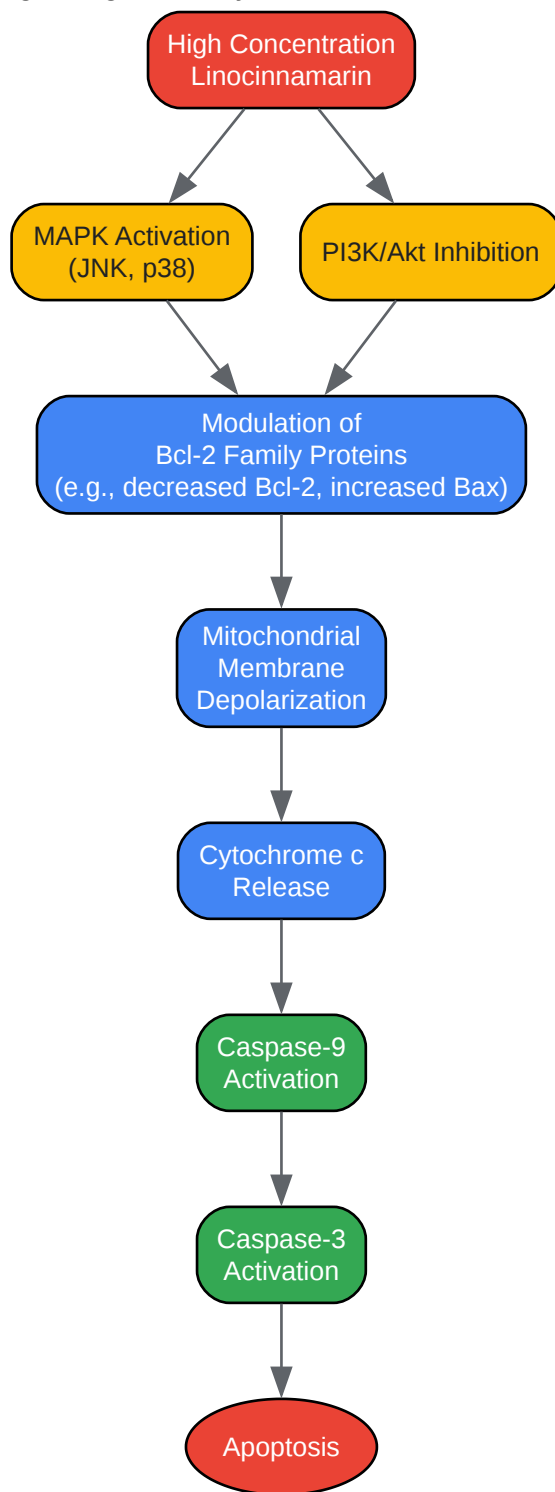 High Concentration
Linocinnamarin
MAPK Activation
(JNK, p38)
PI3K/Akt Inhibition
Modulation of
Bcl-2 Family Proteins
(e.g., decreased Bcl-2, increased Bax)
Mitochondrial
Membrane
Depolarization
Cytochrome c
Release
Caspase-9
Activation
Caspase-3
Activation
Apoptosis